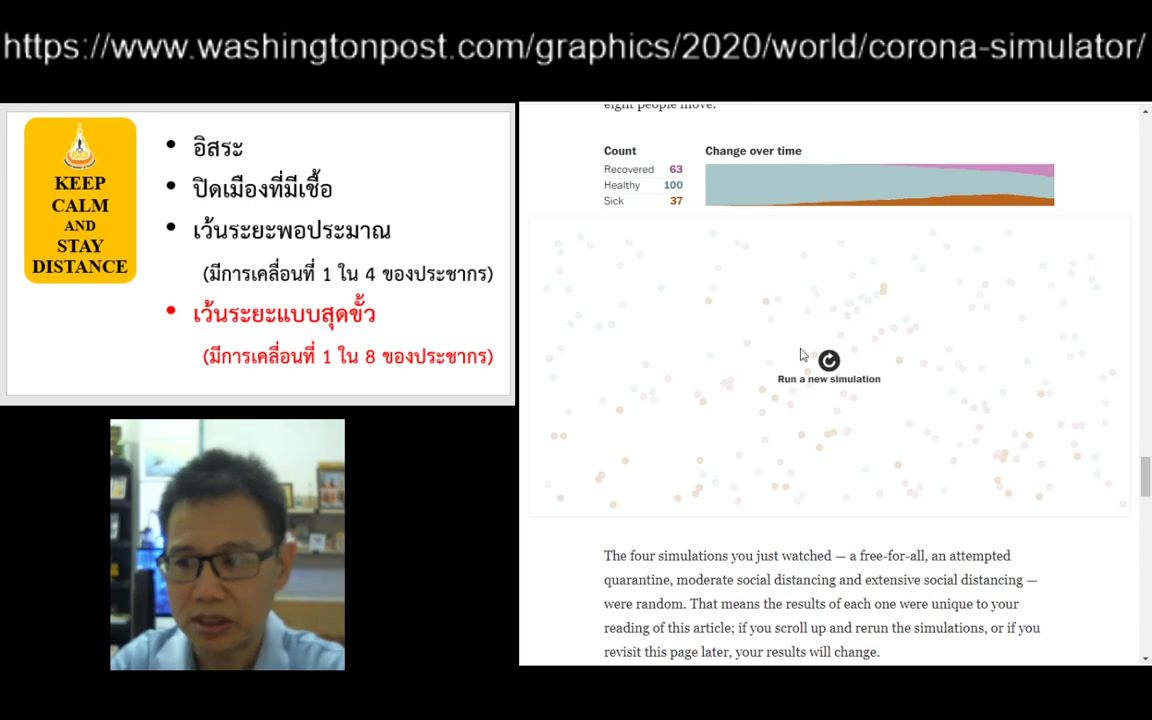 https://www.washingtonpost.com/graphics/2020/world/corona-simulator/
KEEP
CALM
AND
STAY
DISTANCE
• อิสระ
• ปิดเมืองที่มีเชื้อ
• เว้นระยะพอประมาณ
(มีการเคลื่อนที่ 1 ใน 4 ของประชากร)
• เว้นระยะแบบสุดขั้ว
(มีการเคลื่อนที่ 1 ใน 8 ของประชากร)
eight people move.
Count
Change over time
Recovered 63
Healthy 100
Sick 37
Run a new simulation
The four simulations you just watched — a free-for-all, an attempted
quarantine, moderate social distancing and extensive social distancing —
were random. That means the results of each one were unique to your
reading of this article; if you scroll up and rerun the simulations, or if you
revisit this page later, your results will change.